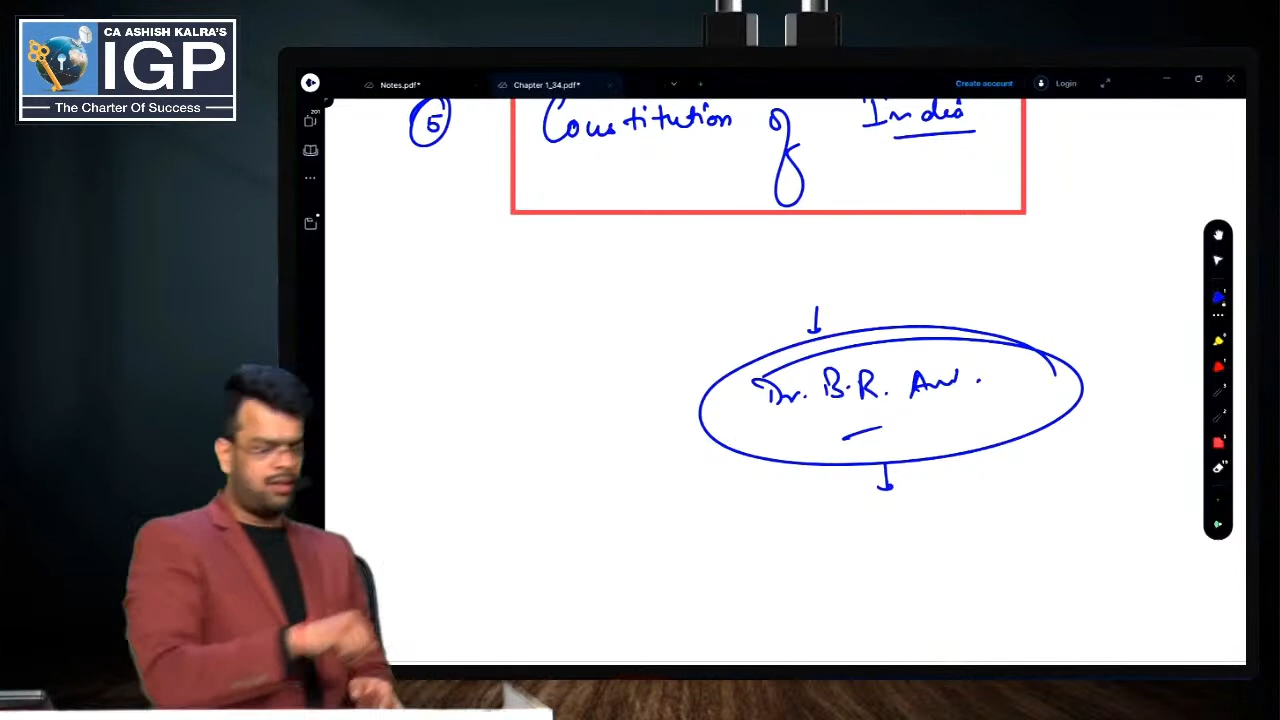 CA ASHISH KALRA'S
IGP
The Charter Of Success
Notes.pdf*
Chapter 1_34.pdf*
Create account
Login
5 Constitution of India
Dr. B.R. Am.